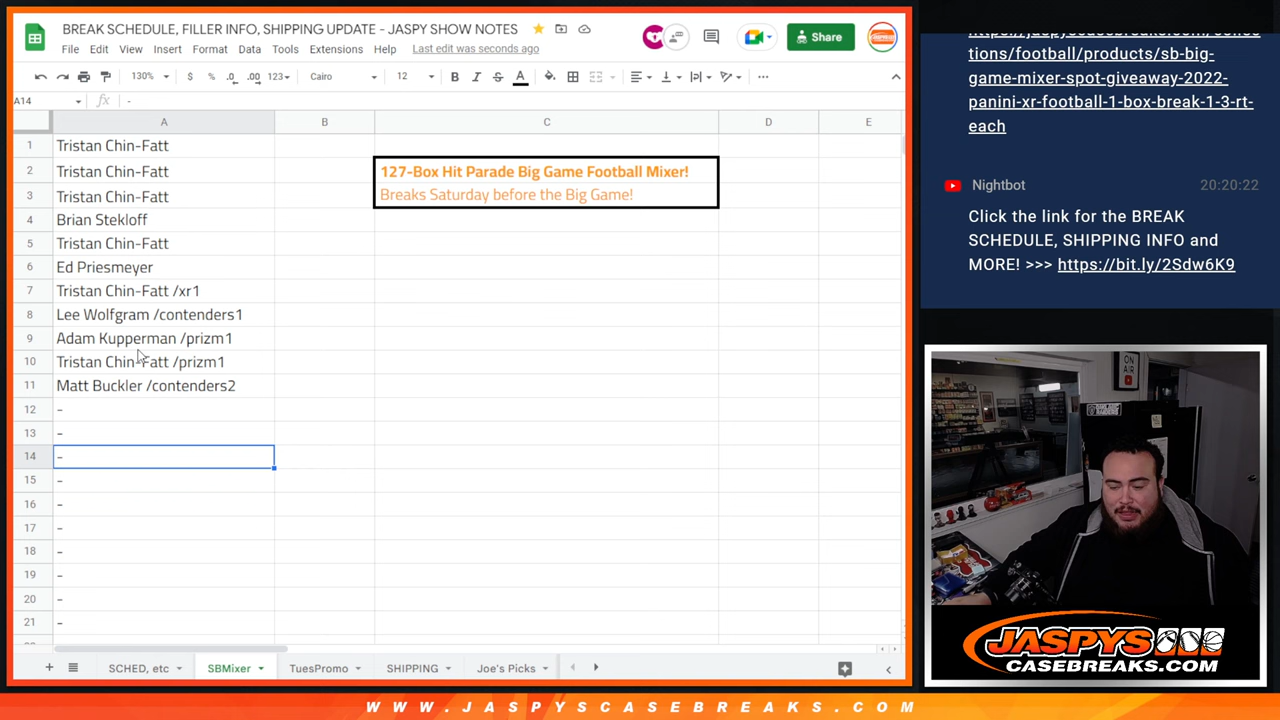 BREAK SCHEDULE, FILLER INFO, SHIPPING UPDATE - JASPY SHOW NOTES
File Edit View Insert Format Data Tools Extensions Help Last edit was seconds ago
Share
130% $ % .0 .00 123 Cairo 12 B I S A
A14 fx -
A B C D E
1 Tristan Chin-Fatt
2 Tristan Chin-Fatt 127-Box Hit Parade Big Game Football Mixer!
3 Tristan Chin-Fatt Breaks Saturday before the Big Game!
4 Brian Stekloff
5 Tristan Chin-Fatt
6 Ed Priesmeyer
7 Tristan Chin-Fatt /xr1
8 Lee Wolfgram /contenders1
9 Adam Kupperman /prizm1
10 Tristan Chin-Fatt /prizm1
11 Matt Buckler /contenders2
12 -
13 -
14 -
15 -
16 -
17 -
18 -
19 -
20 -
21 -
SCHED, etc SBMixer TuesPromo SHIPPING Joe's Picks
tions/football/products/sb-big-
game-mixer-spot-giveaway-2022-
panini-xr-football-1-box-break-1-3-rt-
each
Nightbot 20:20:22
Click the link for the BREAK
SCHEDULE, SHIPPING INFO and
MORE! >>> https://bit.ly/2Sdw6K9
ON
AIR
JASPYS
CASEBREAKS.COM
WWW.JASPYSCASEBREAKS.COM